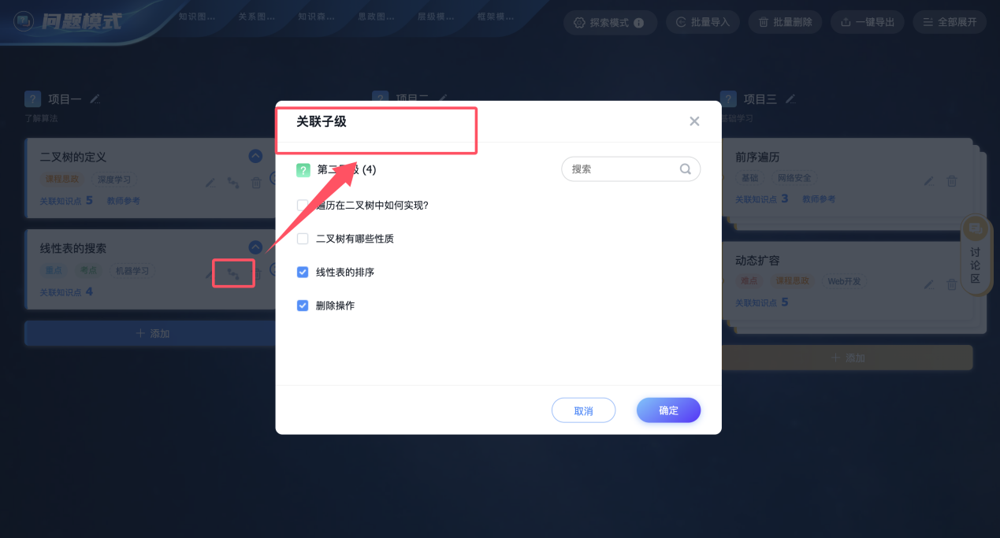 问题模式
知识图...
关系图...
知识森...
思政图...
层级模...
框架模...
探索模式
批量导入
批量删除
一键导出
全部展开
项目一
了解算法
二叉树的定义
课程思政
深度学习
关联知识点 5
教师参考
线性表的搜索
重点
考点
机器学习
关联知识点 4
添加
项目二
关联子级
第二 级 (4)
搜索
遍历在二叉树中如何实现?
二叉树有哪些性质
线性表的排序
删除操作
取消
确定
项目三
基础学习
前序遍历
基础
网络安全
关联知识点 3
教师参考
动态扩容
难点
课程思政
Web开发
关联知识点 5
添加
讨论区